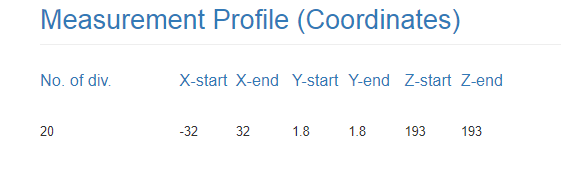 Measurement Profile (Coordinates)
No. of div. X-start X-end Y-start Y-end Z-start Z-end
20 -32 32 1.8 1.8 193 193